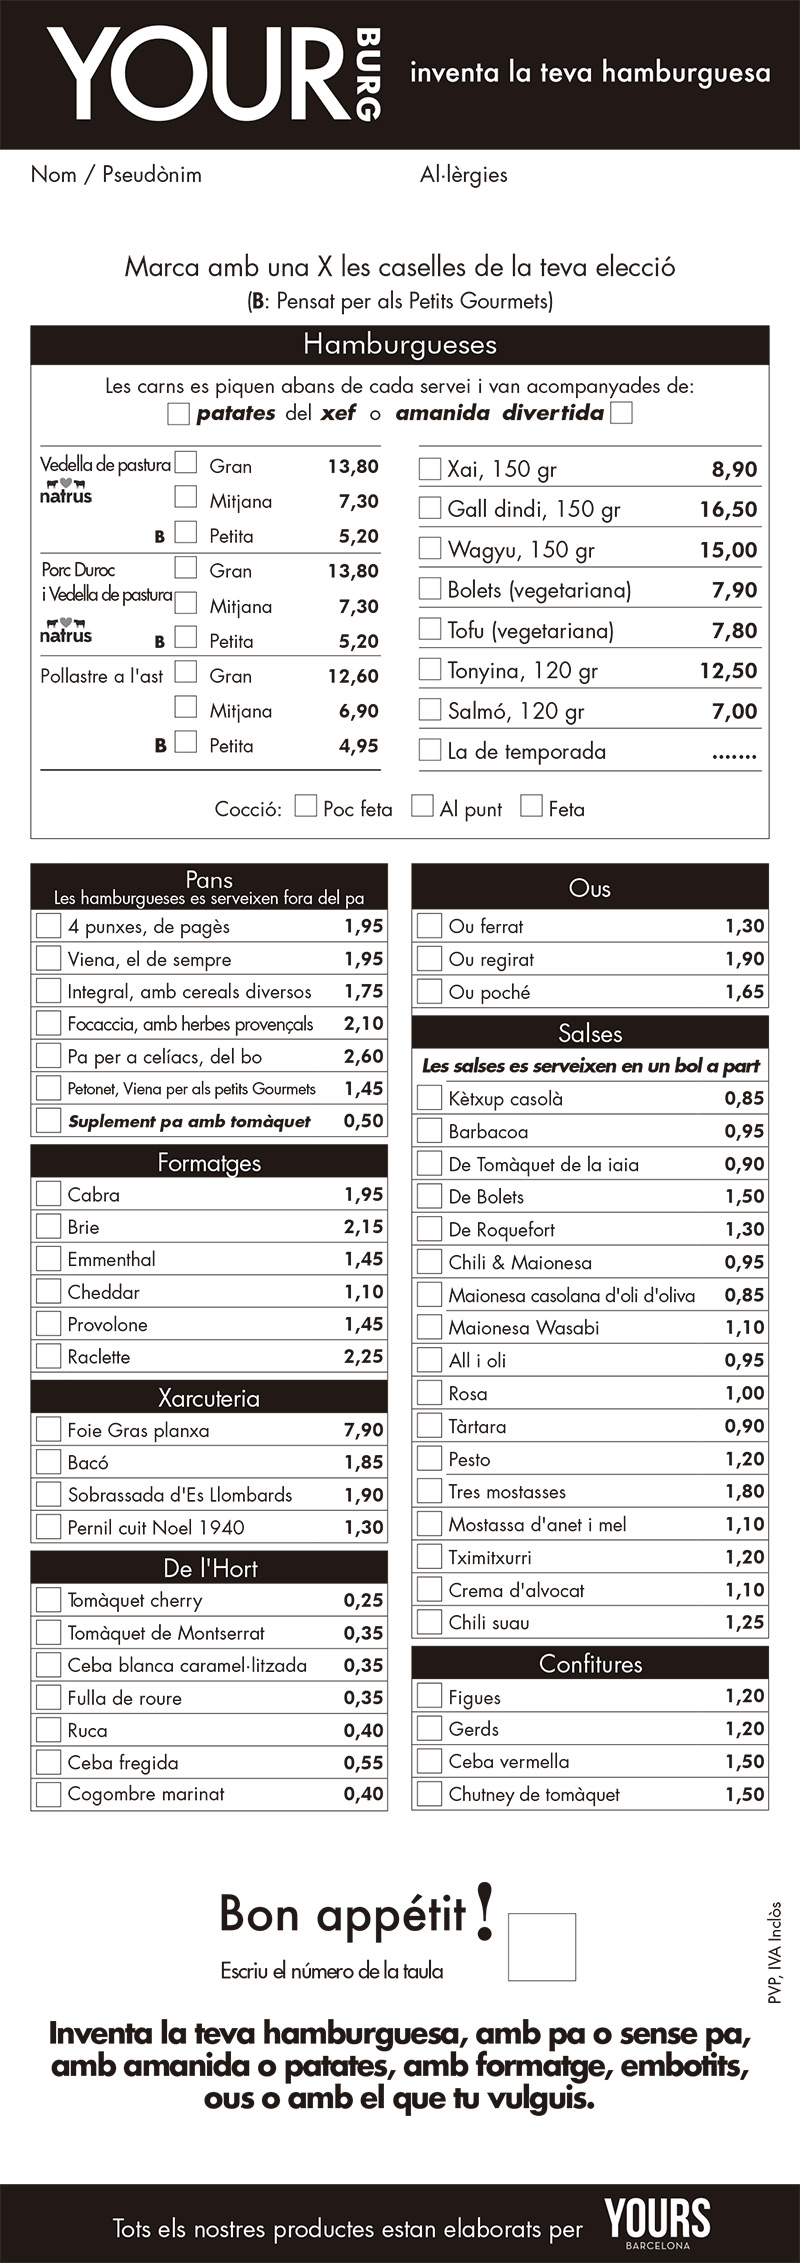 YOUR BURG inventa la teva hamburguesa
Nom / Pseudònim Al·lèrgies
Marca amb una X les caselles de la teva elecció
(B: Pensat per als Petits Gourmets)
Hamburgueses
Les carns es piquen abans de cada servei i van acompanyades de:
patates del xef o amanida divertida
Vedella de pastura Gran 13,80
natrus Mitjana 7,30
B Petita 5,20
Porc Duroc Gran 13,80
i Vedella de pastura Mitjana 7,30
natrus B Petita 5,20
Pollastre a l'ast Gran 12,60
Mitjana 6,90
B Petita 4,95
Xai, 150 gr 8,90
Gall dindi, 150 gr 16,50
Wagyu, 150 gr 15,00
Bolets (vegetariana) 7,90
Tofu (vegetariana) 7,80
Tonyina, 120 gr 12,50
Salmó, 120 gr 7,00
La de temporada .......
Cocció: Poc feta Al punt Feta
Pans
Les hamburgueses es serveixen fora del pa
4 punxes, de pagès 1,95
Viena, el de sempre 1,95
Integral, amb cereals diversos 1,75
Focaccia, amb herbes provençals 2,10
Pa per a celíacs, del bo 2,60
Petonet, Viena per als petits Gourmets 1,45
Suplement pa amb tomàquet 0,50
Formatges
Cabra 1,95
Brie 2,15
Emmenthal 1,45
Cheddar 1,10
Provolone 1,45
Raclette 2,25
Xarcuteria
Foie Gras planxa 7,90
Bacó 1,85
Sobrassada d'Es Llombards 1,90
Pernil cuit Noel 1940 1,30
De l'Hort
Tomàquet cherry 0,25
Tomàquet de Montserrat 0,35
Ceba blanca caramel·litzada 0,35
Fulla de roure 0,35
Ruca 0,40
Ceba fregida 0,55
Cogombre marinat 0,40
Ous
Ou ferrat 1,30
Ou regirat 1,90
Ou poché 1,65
Salses
Les salses es serveixen en un bol a part
Kètxup casolà 0,85
Barbacoa 0,95
De Tomàquet de la iaia 0,90
De Bolets 1,50
De Roquefort 1,30
Chili & Maionesa 0,95
Maionesa casolana d'oli d'oliva 0,85
Maionesa Wasabi 1,10
All i oli 0,95
Rosa 1,00
Tàrtara 0,90
Pesto 1,20
Tres mostasses 1,80
Mostassa d'anet i mel 1,10
Tximitxurri 1,20
Crema d'alvocat 1,10
Chili suau 1,25
Confitures
Figues 1,20
Gerds 1,20
Ceba vermella 1,50
Chutney de tomàquet 1,50
Bon appétit!
Escriu el número de la taula
PVP, IVA Inclòs
Inventa la teva hamburguesa, amb pa o sense pa,
amb amanida o patates, amb formatge, embotits,
ous o amb el que tu vulguis.
Tots els nostres productes estan elaborats per YOURS
BARCELONA